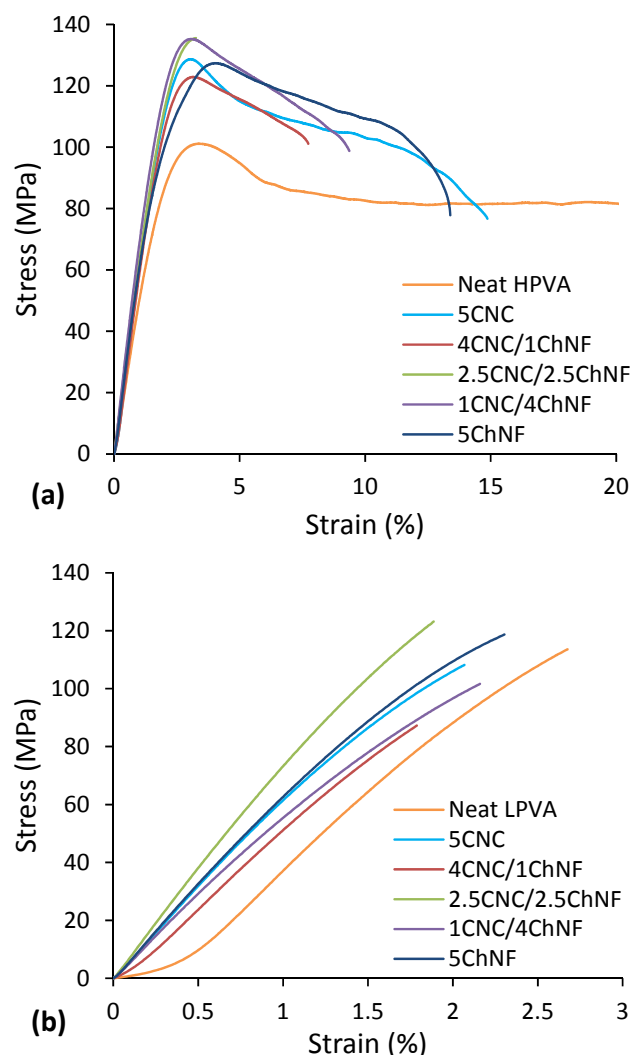 140
120
100
80
60
40
20
0
Stress (MPa)
Neat HPVA
5CNC
4CNC/1ChNF
2.5CNC/2.5ChNF
1CNC/4ChNF
5ChNF
0 5 10 15 20
(a)
Strain (%)
140
120
100
80
60
40
20
0
Stress (MPa)
Neat LPVA
5CNC
4CNC/1ChNF
2.5CNC/2.5ChNF
1CNC/4ChNF
5ChNF
0 0.5 1 1.5 2 2.5 3
(b)
Strain (%)